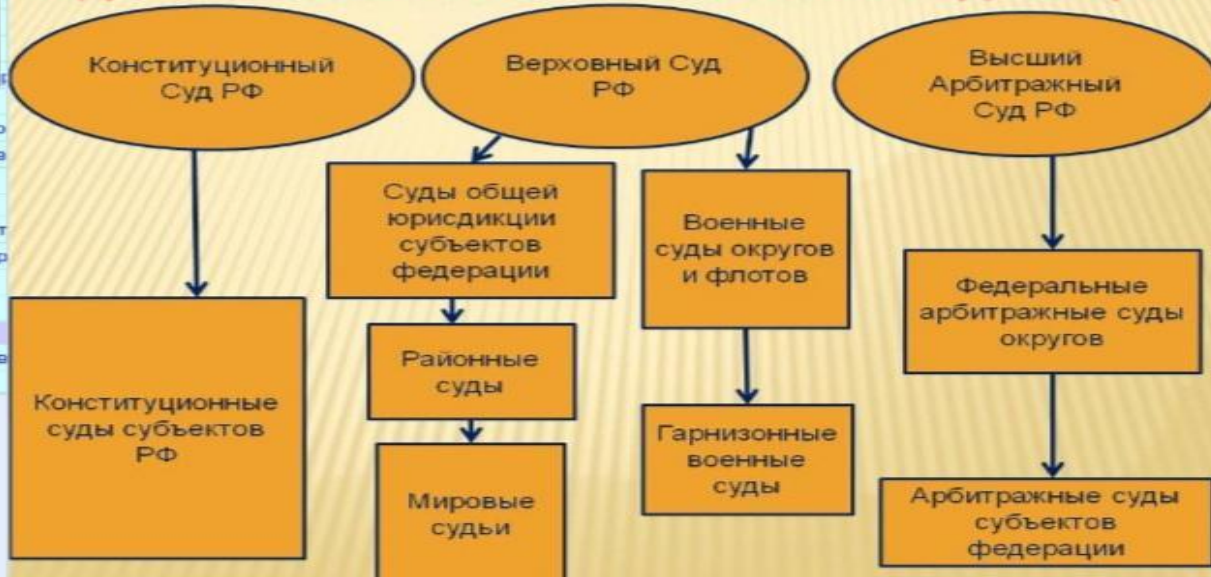 Конституционный
Суд РФ
Верховный Суд
РФ
Высший
Арбитражный
Суд РФ
Суды общей
юрисдикции
субъектов
федерации
Военные
суды округов
и флотов
Федеральные
арбитражные суды
округов
Районные
суды
Конституционные
суды субъектов
РФ
Гарнизонные
военные
суды
Мировые
судьи
Арбитражные суды
субъектов
федерации